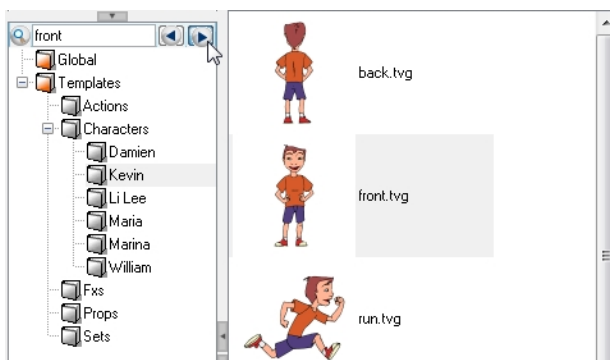 front
Global
Templates
Actions
Characters
Damien
Kevin
Li Lee
Maria
Marina
William
Fxs
Props
Sets
back.tvg
front.tvg
run.tvg